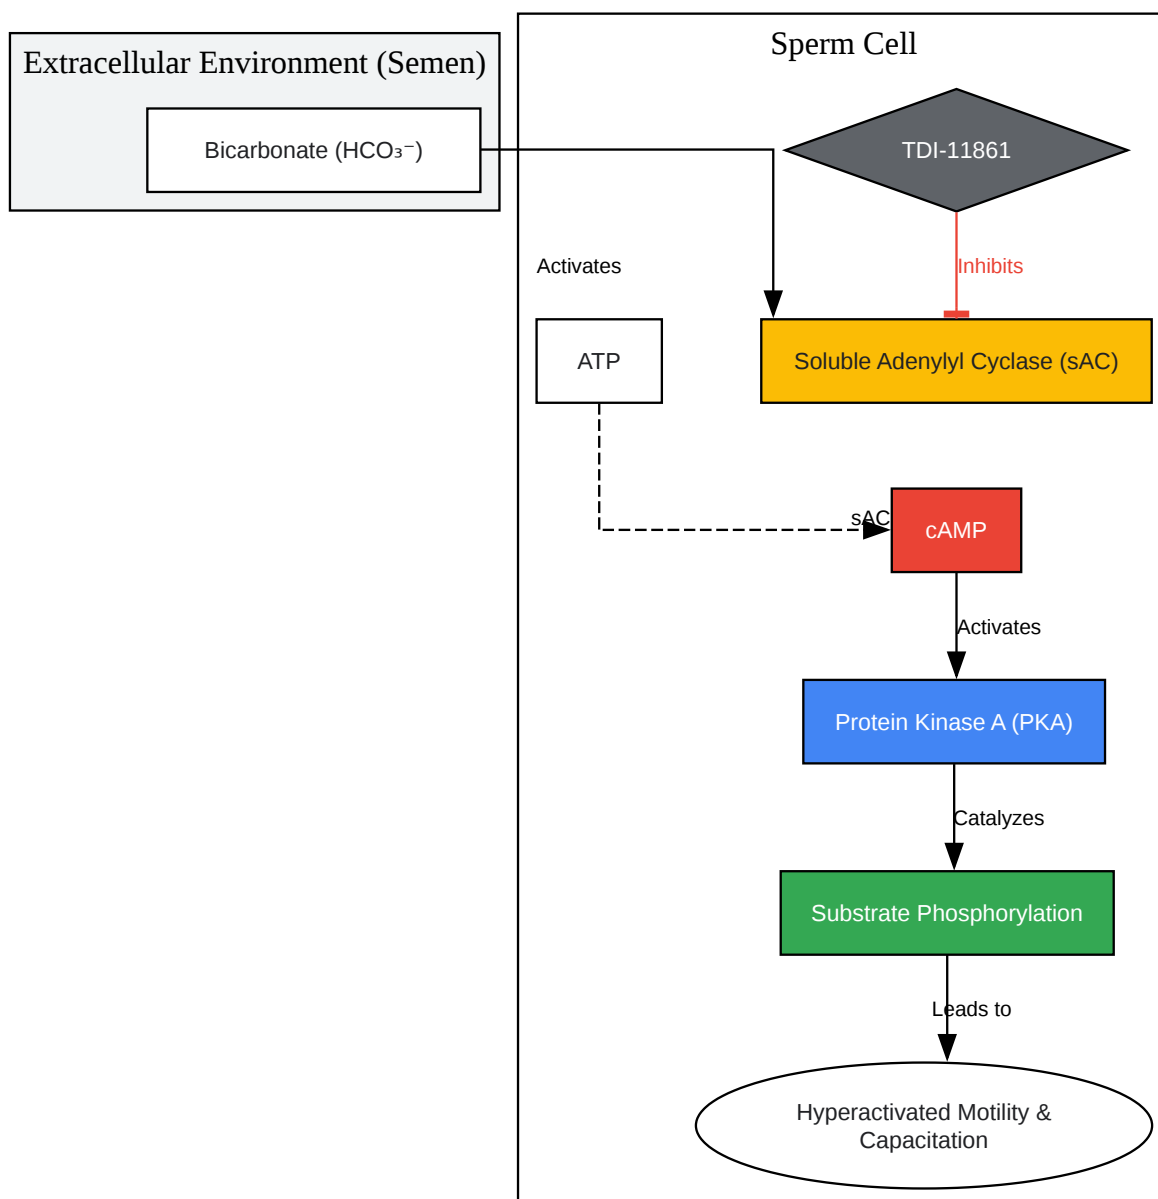 Sperm Cell
Extracellular Environment (Semen)
Bicarbonate (HCO₃⁻)
TDI-11861
Activates
Inhibits
ATP
Soluble Adenylyl Cyclase (sAC)
sAC
cAMP
Activates
Protein Kinase A (PKA)
Catalyzes
Substrate Phosphorylation
Leads to
Hyperactivated Motility &
Capacitation